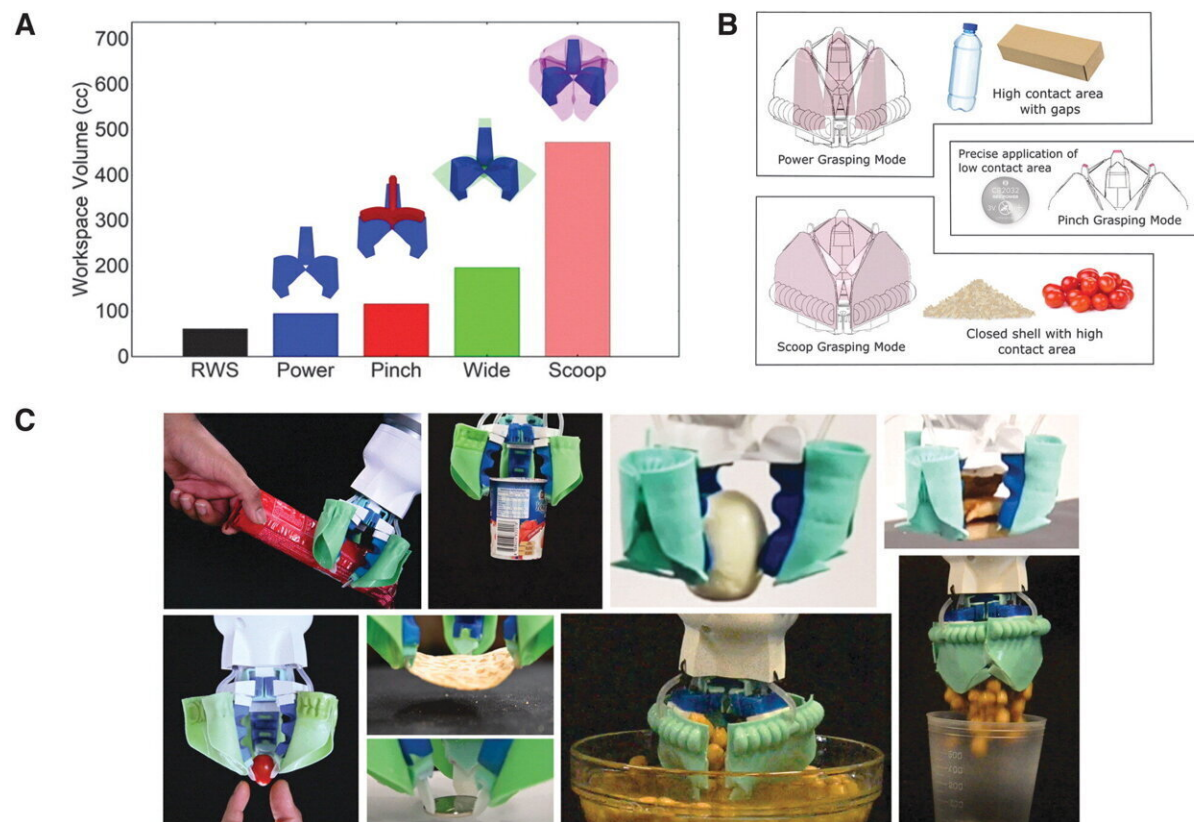 A
Workspace Volume (cc)
700
600
500
400
300
200
100
0
RWS Power Pinch Wide Scoop
B
Power Grasping Mode
High contact area
with gaps
Precise application of
low contact area
CR2032
3V
Pinch Grasping Mode
Scoop Grasping Mode
Closed shell with high
contact area
C